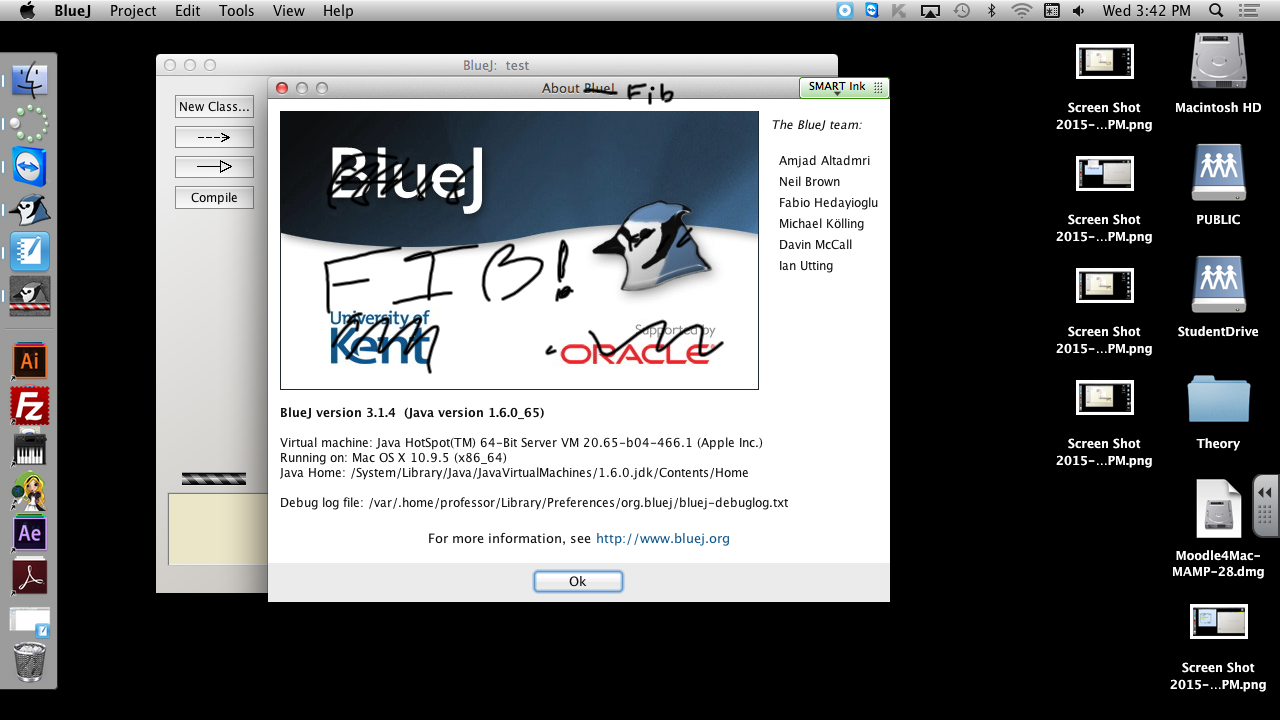 BlueJ Project Edit Tools View Help Wed 3:42 PM
BlueJ: test
About BlueJ Fib
SMART Ink
New Class...
Compile
BlueJ
FIB!
University of
Kent
Supported by
ORACLE
The BlueJ team:
Amjad Altadmri
Neil Brown
Fabio Hedayioglu
Michael Kölling
Davin McCall
Ian Utting
BlueJ version 3.1.4 (Java version 1.6.0_65)
Virtual machine: Java HotSpot(TM) 64-Bit Server VM 20.65-b04-466.1 (Apple Inc.)
Running on: Mac OS X 10.9.5 (x86_64)
Java Home: /System/Library/Java/JavaVirtualMachines/1.6.0.jdk/Contents/Home
Debug log file: /var/.home/professor/Library/Preferences/org.bluej/bluej-debuglog.txt
For more information, see http://www.bluej.org
Ok
Ai
Fz
Ae
Screen Shot
2015-...PM.png
Macintosh HD
Screen Shot
2015-...PM.png
PUBLIC
Screen Shot
2015-...PM.png
StudentDrive
Screen Shot
2015-...PM.png
Theory
Moodle4Mac-
MAMP-28.dmg
Screen Shot
2015-...PM.png